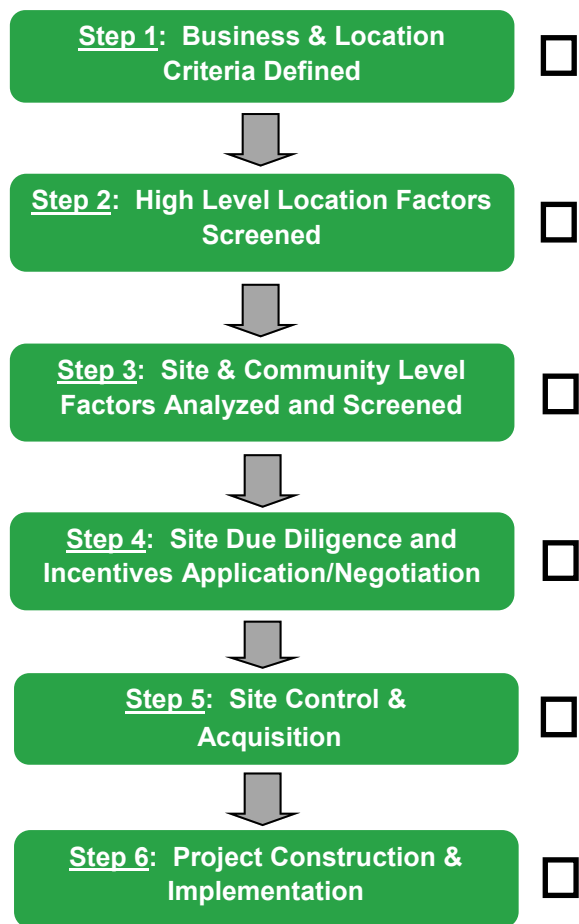 Step 1:  Business & Location
Criteria Defined
Step 2:  High Level Location Factors
Screened
Step 3:  Site & Community Level
Factors Analyzed and Screened
Step 4:  Site Due Diligence and
Incentives Application/Negotiation
Step 5:  Site Control &
Acquisition
Step 6:  Project Construction &
Implementation